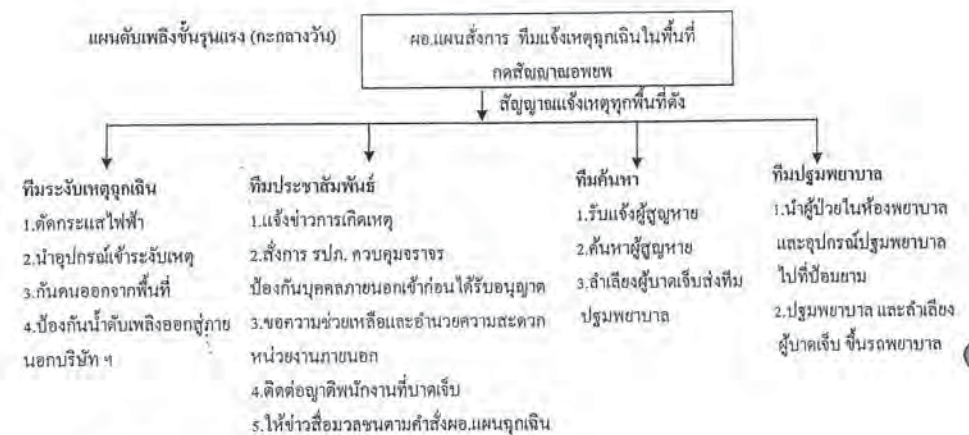 แผนดับเพลิงขั้นรุนแรง (กะกลางวัน)
ผอ.แผนสั่งการ ทีมแจ้งเหตุฉุกเฉินในพื้นที่
กดสัญญาณอพยพ
สัญญาณแจ้งเหตุทุกพื้นที่ดัง
ทีมระงับเหตุฉุกเฉิน
1.ตัดกระแสไฟฟ้า
2.นำอุปกรณ์เข้าระงับเหตุ
3.กันคนออกจากพื้นที่
4.ป้องกันน้ำดับเพลิงออกสู่ภาย
นอกบริษัท ฯ
ทีมประชาสัมพันธ์
1.แจ้งข่าวการเกิดเหตุ
2.สั่งการ รปภ. ควบคุมจราจร
ป้องกันบุคคลภายนอกเข้าก่อนได้รับอนุญาต
3.ขอความช่วยเหลือและอำนวยความสะดวก
หน่วยงานภายนอก
4.ติดต่อญาติพนักงานที่บาดเจ็บ
5.ให้ข่าวสื่อมวลชนตามคำสั่งผอ.แผนฉุกเฉิน
ทีมค้นหา
1.รับแจ้งผู้สูญหาย
2.ค้นหาผู้สูญหาย
3.ลำเลียงผู้บาดเจ็บส่งทีม
ปฐมพยาบาล
ทีมปฐมพยาบาล
1.นำผู้ป่วยในห้องพยาบาล
และอุปกรณ์ปฐมพยาบาล
ไปที่ป้อมยาม
2.ปฐมพยาบาล และลำเลียง
ผู้บาดเจ็บ ขึ้นรถพยาบาล